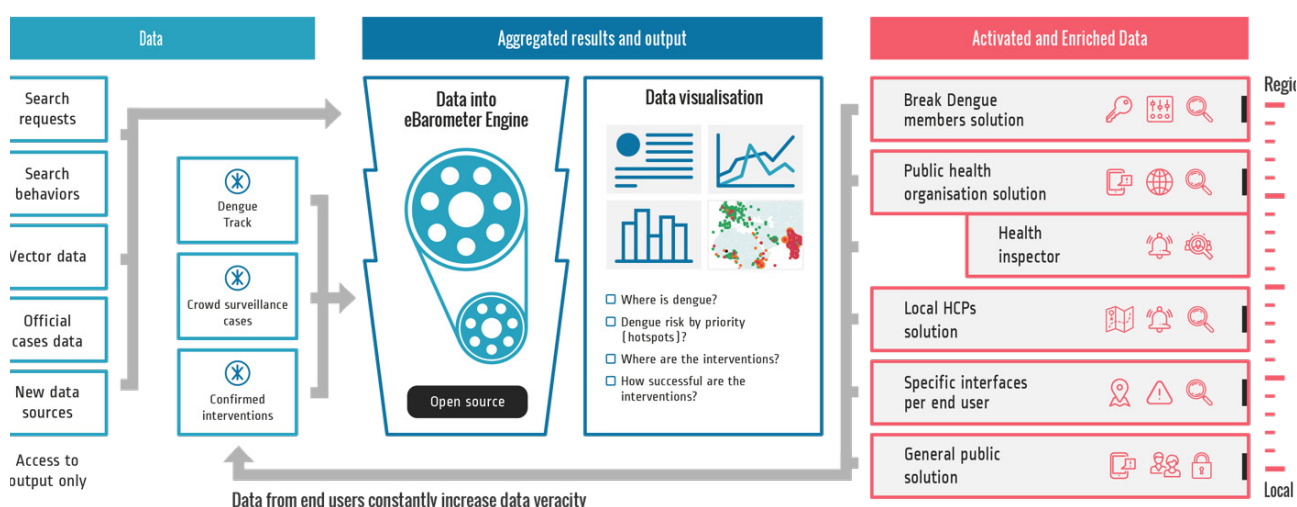 Data
Search
requests
Search
behaviors
Vector data
Official
cases data
New data
sources
Access to
output only
Dengue
Track
Crowd surveillance
cases
Confirmed
interventions
Aggregated results and output
Data into
eBarometer Engine
Open source
Data visualisation
Where is dengue?
Dengue risk by priority
(hotspots)?
Where are the interventions?
How successful are the
interventions?
Data from end users constantly increase data veracity
Activated and Enriched Data
Break Dengue
members solution
Public health
organisation solution
Health
inspector
Local HCPs
solution
Specific interfaces
per end user
General public
solution
Regio
Local